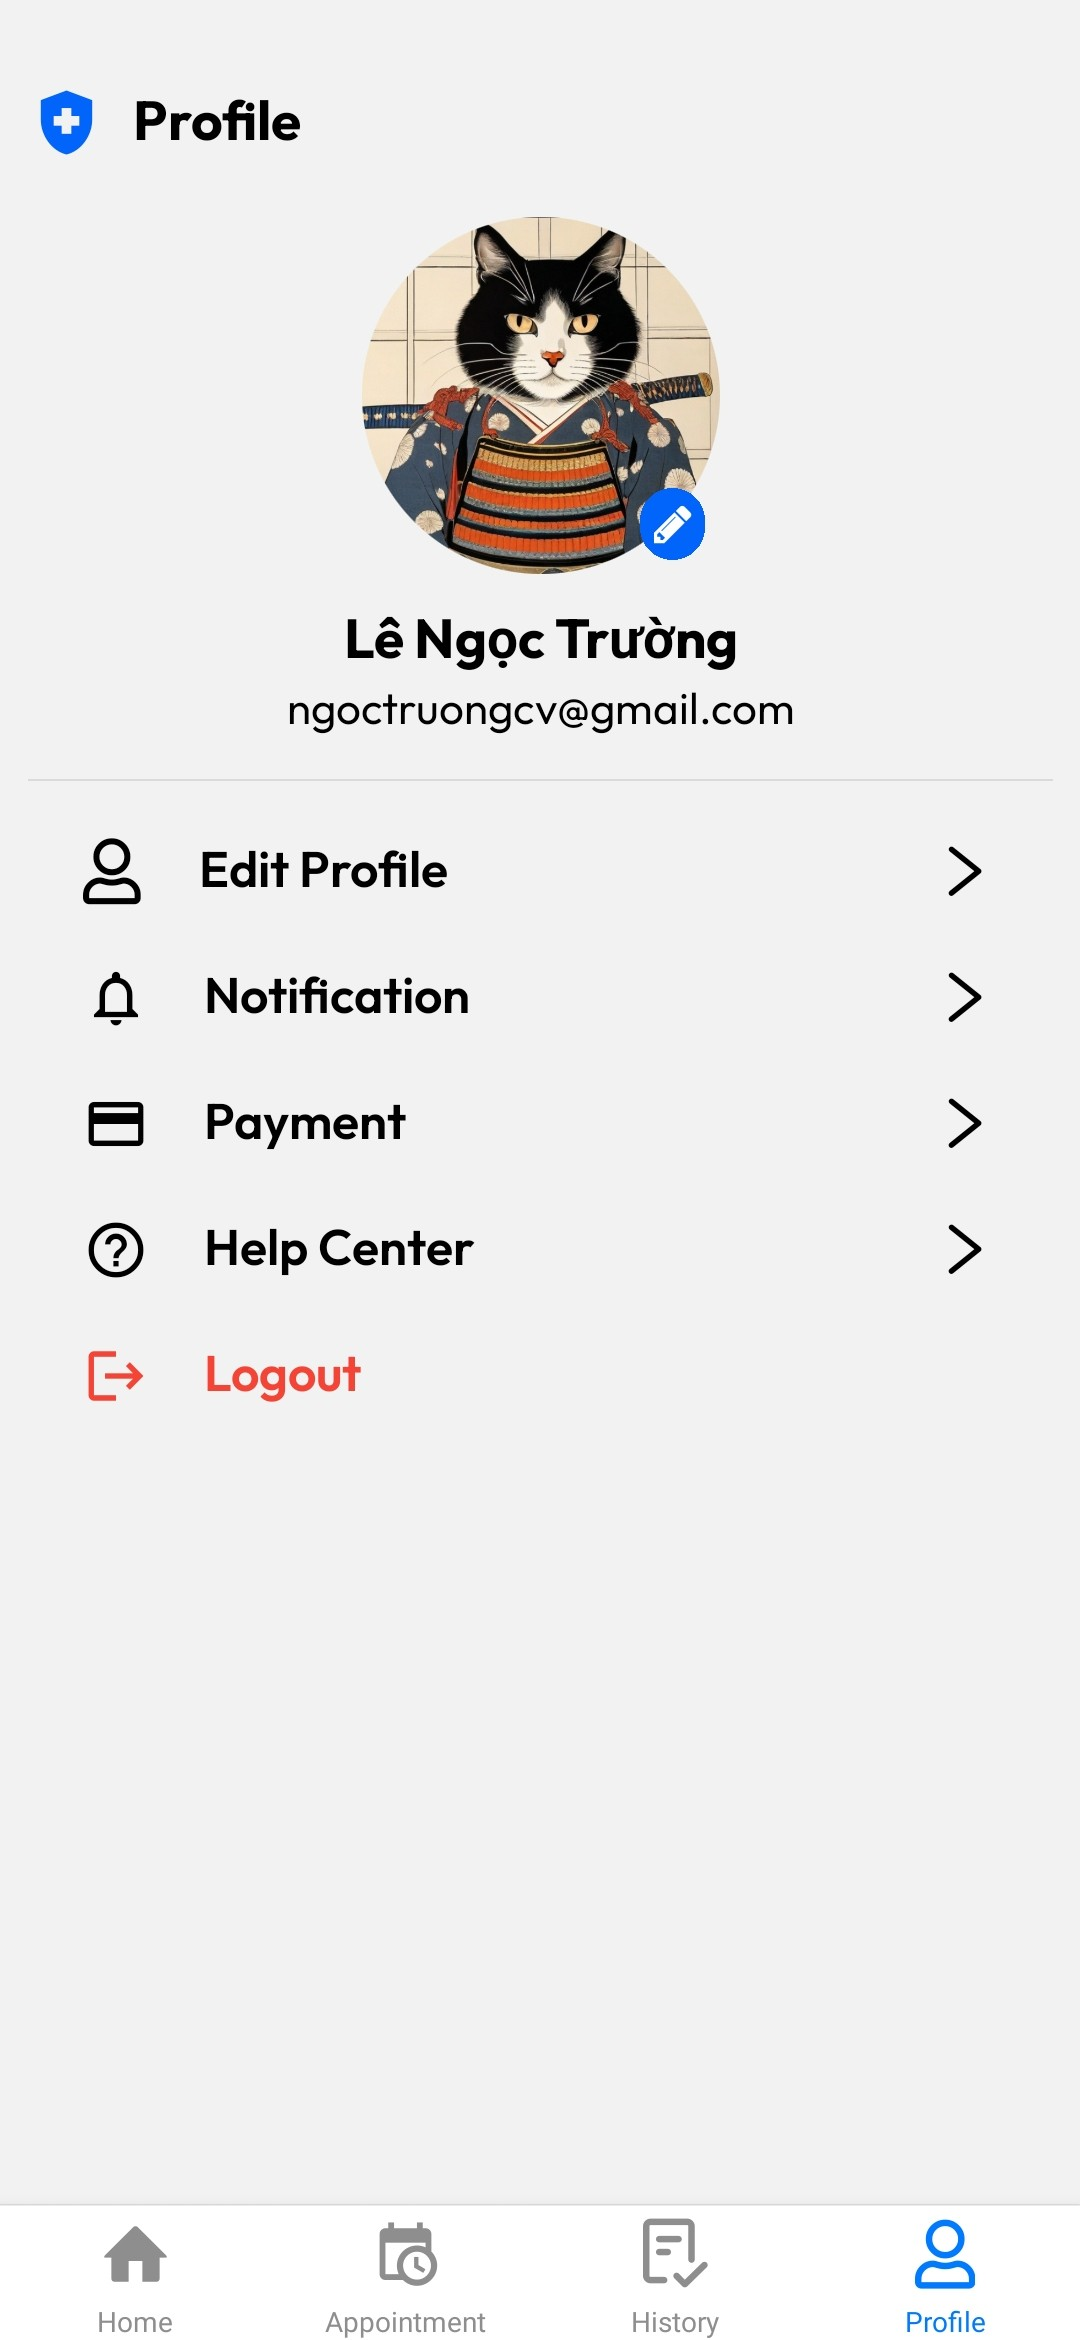 Profile
Lê Ngọc Trường
ngoctruongcv@gmail.com
Edit Profile
Notification
Payment
Help Center
Logout
Home
Appointment
History
Profile